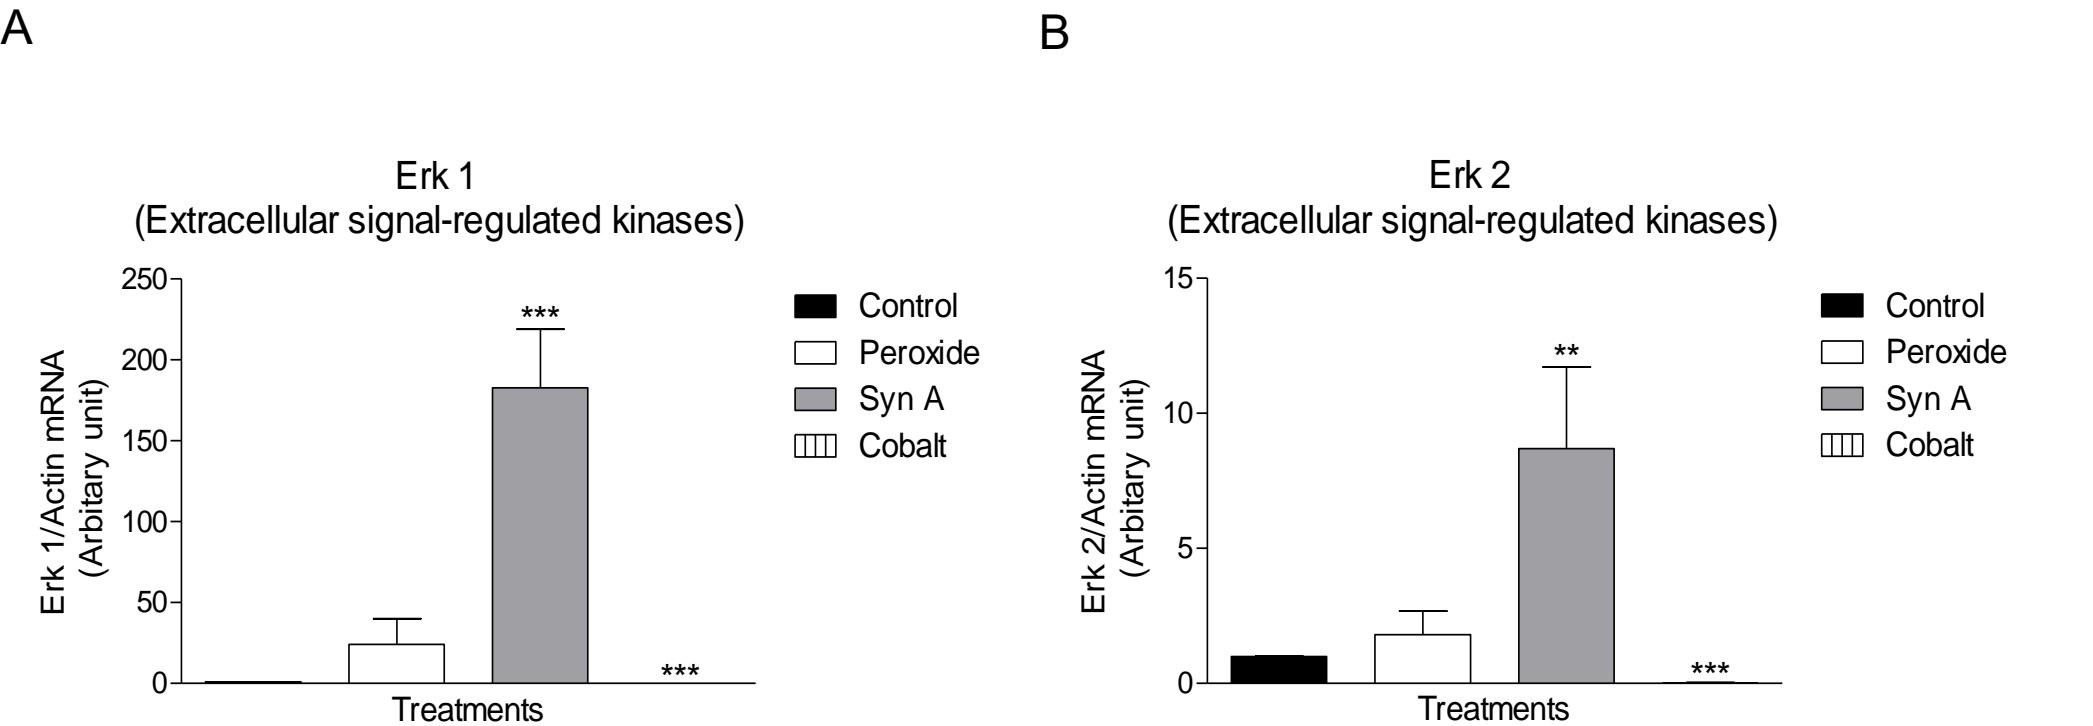 A
Erk 1
(Extracellular signal-regulated kinases)
Erk 1/Actin mRNA
(Arbitary unit)
250
200
150
100
50
0
***
***
Treatments
Control
Peroxide
Syn A
Cobalt
B
Erk 2
(Extracellular signal-regulated kinases)
Erk 2/Actin mRNA
(Arbitary unit)
15
10
5
0
**
***
Treatments
Control
Peroxide
Syn A
Cobalt